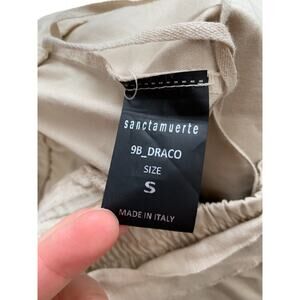 sanctamuerte
9B_DRACO
SIZE
S
MADE IN ITALY